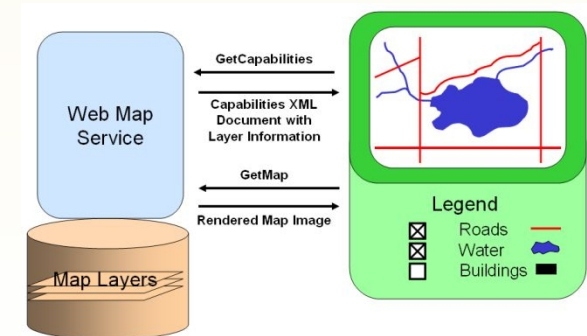 GetCapabilities
Capabilities XML
Document with
Layer Information
Web Map
Service
GetMap
Rendered Map Image
Map Layers
Legend
Roads
Water
Buildings